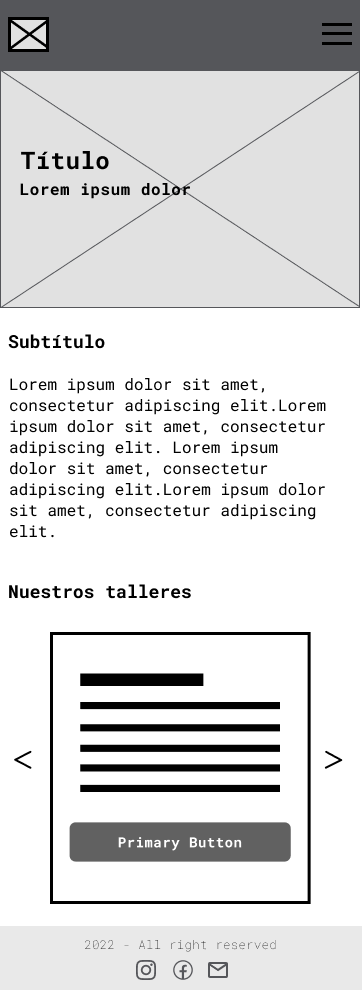 Título
Lorem ipsum dolor
Subtítulo
Lorem ipsum dolor sit amet,
consectetur adipiscing elit.Lorem
ipsum dolor sit amet, consectetur
adipiscing elit. Lorem ipsum
dolor sit amet, consectetur
adipiscing elit.Lorem ipsum dolor
sit amet, consectetur adipiscing
elit.
Nuestros talleres
< >
Primary Button
2022 - All right reserved